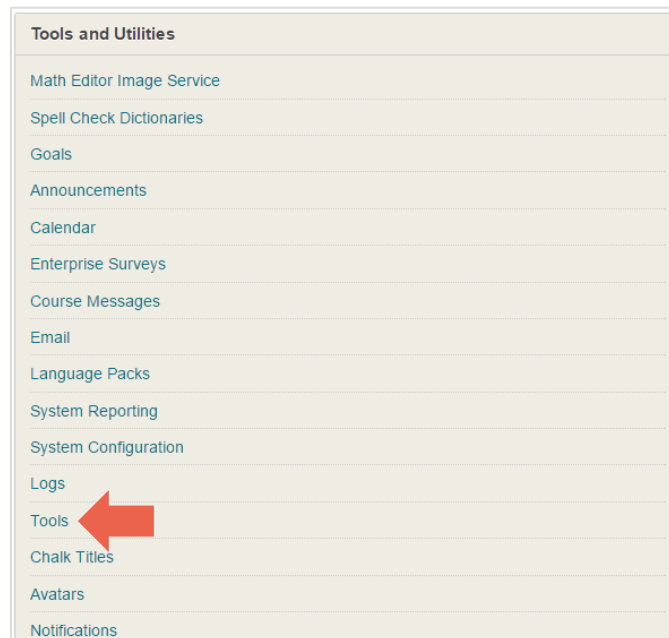 Tools and Utilities
Math Editor Image Service
Spell Check Dictionaries
Goals
Announcements
Calendar
Enterprise Surveys
Course Messages
Email
Language Packs
System Reporting
System Configuration
Logs
Tools
Chalk Titles
Avatars
Notifications